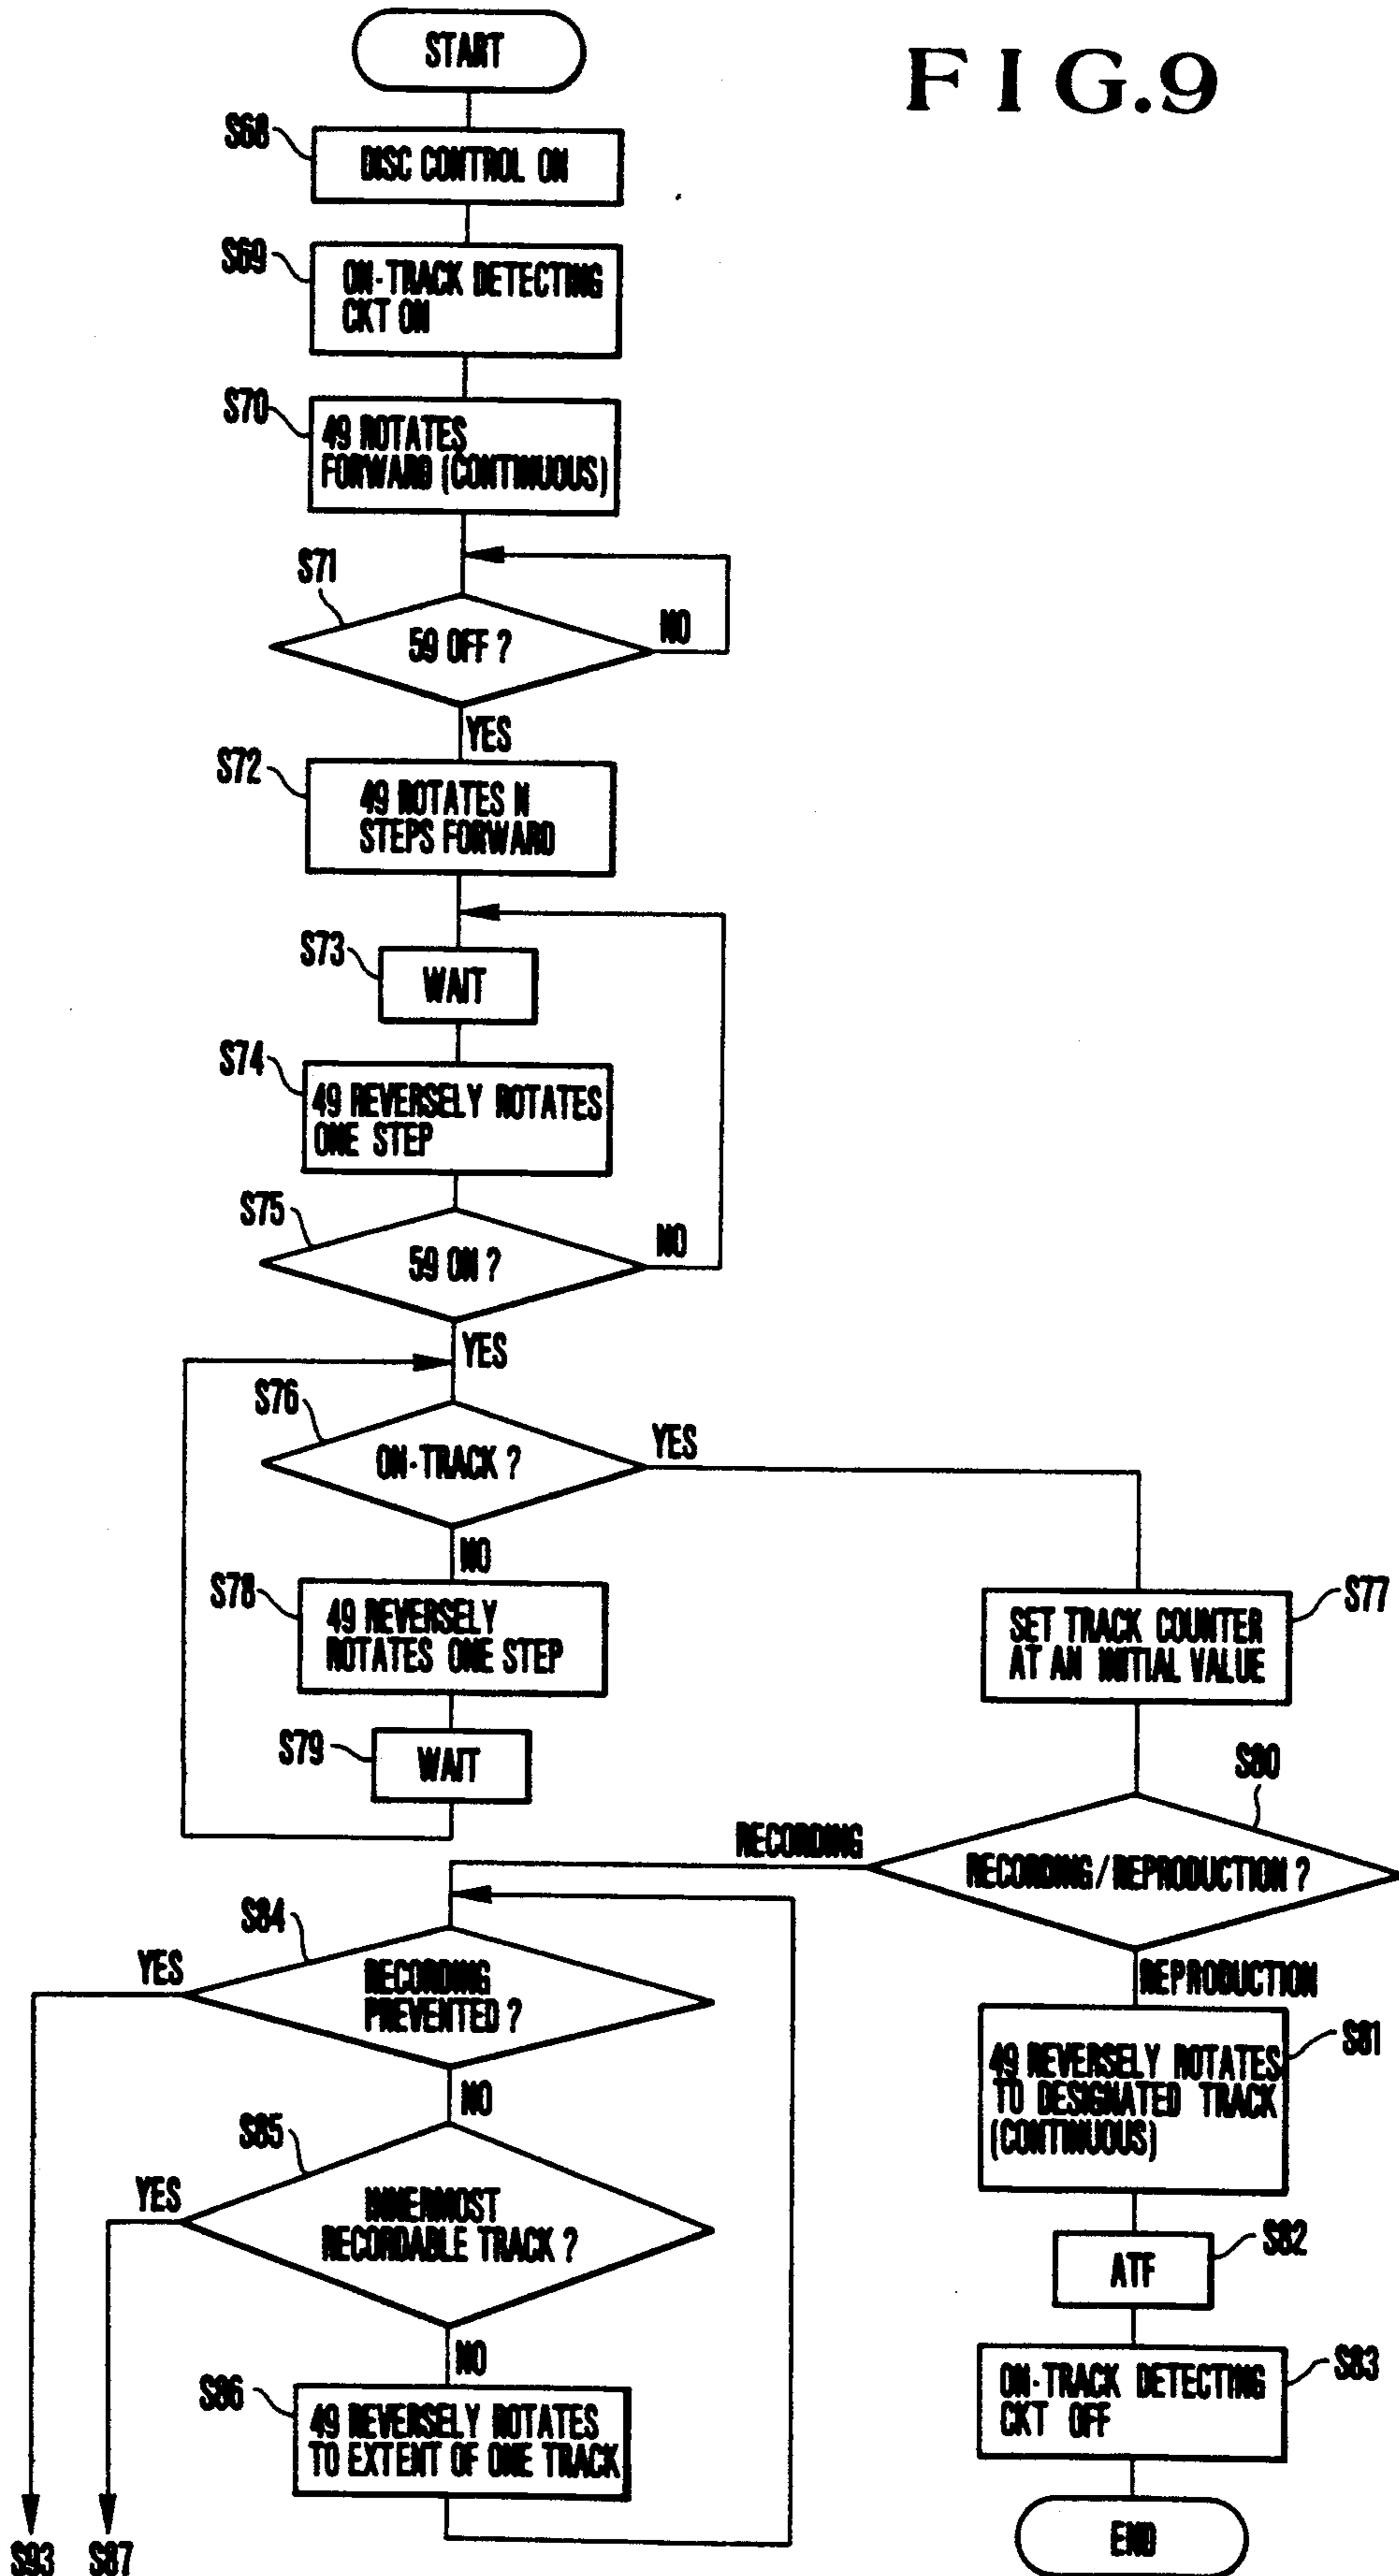 FIG.9
START
S68
DISC CONTROL ON
S69
ON-TRACK DETECTING
CKT ON
S70
49 ROTATES
FORWARD (CONTINUOUS)
S71
59 OFF ?
NO
YES
S72
49 ROTATES N
STEPS FORWARD
S73
WAIT
S74
49 REVERSELY ROTATES
ONE STEP
S75
59 ON ?
NO
YES
S76
ON-TRACK ?
YES
NO
S78
49 REVERSELY
ROTATES ONE STEP
S79
WAIT
S77
SET TRACK COUNTER
AT AN INITIAL VALUE
S80
RECORDING/REPRODUCTION ?
RECORDING
REPRODUCTION
S81
49 REVERSELY ROTATES
TO DESIGNATED TRACK
(CONTINUOUS)
S82
ATF
S83
ON-TRACK DETECTING
CKT OFF
END
S84
RECORDING
PREVENTED ?
YES
NO
S85
INNERMOST
RECORDABLE TRACK ?
YES
NO
S86
49 REVERSELY ROTATES
TO EXTENT OF ONE TRACK
S93
S87